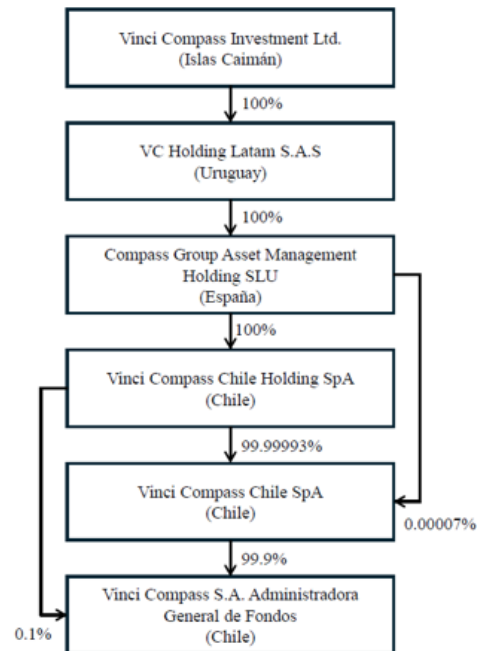 Vinci Compass Investment Ltd.
(Islas Caimán)
100%
VC Holding Latam S.A.S
(Uruguay)
100%
Compass Group Asset Management
Holding SLU
(España)
100%
Vinci Compass Chile Holding SpA
(Chile)
99.99993%
Vinci Compass Chile SpA
(Chile)
0.00007%
99.9%
Vinci Compass S.A. Administradora
General de Fondos
(Chile)
0.1%